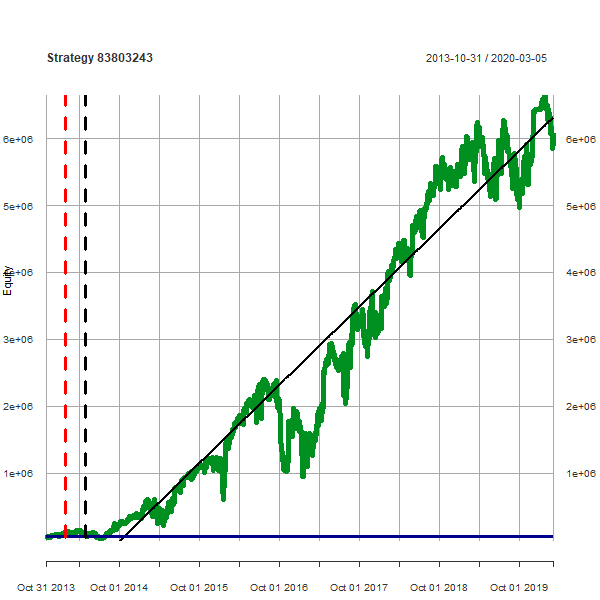 Strategy 83803243
2013-10-31 / 2020-03-05
6e+06
6e+06
5e+06
5e+06
Equity
4e+06
4e+06
3e+06
3e+06
2e+06
2e+06
1e+06
1e+06
Oct 31 2013
Oct 01 2014
Oct 01 2015
Oct 01 2016
Oct 01 2017
Oct 01 2018
Oct 01 2019